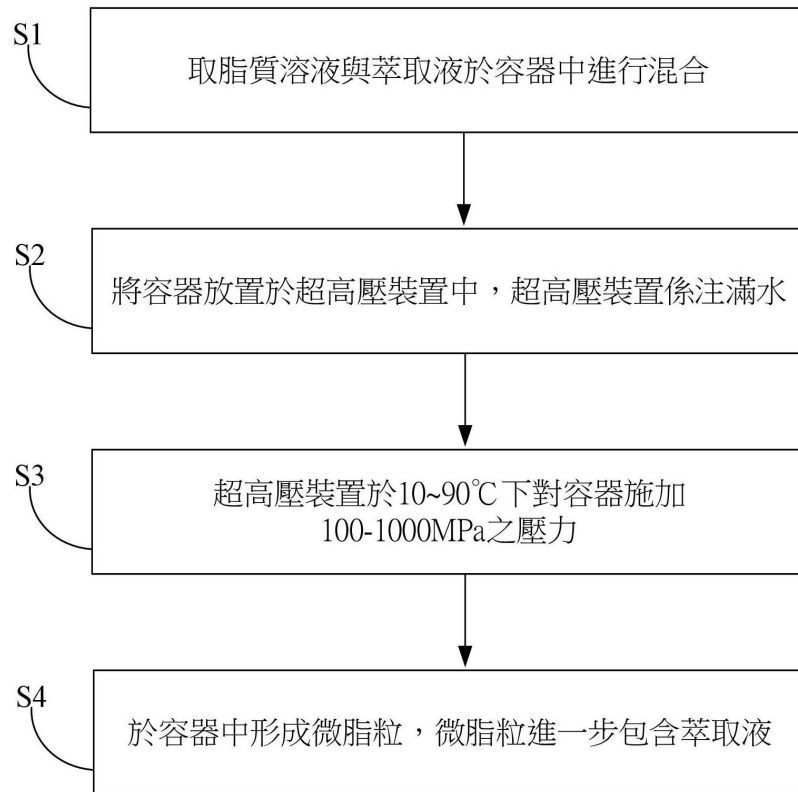 S1
取脂質溶液與萃取液於容器中進行混合
S2
將容器放置於超高壓裝置中，超高壓裝置係注滿水
S3
超高壓裝置於10~90℃下對容器施加
100-1000MPa之壓力
S4
於容器中形成微脂粒，微脂粒進一步包含萃取液